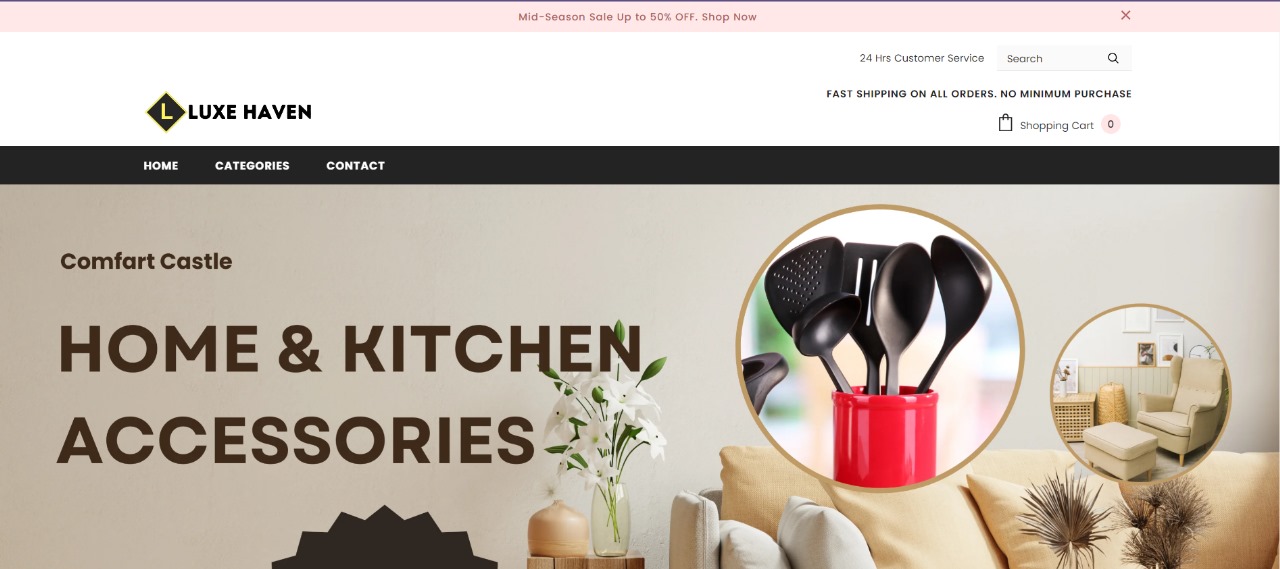 Mid-Season Sale Up to 50% OFF. Shop Now
24 Hrs Customer Service
Search
FAST SHIPPING ON ALL ORDERS. NO MINIMUM PURCHASE
L LUXE HAVEN
Shopping Cart 0
HOME CATEGORIES CONTACT
Comfart Castle
HOME & KITCHEN
ACCESSORIES